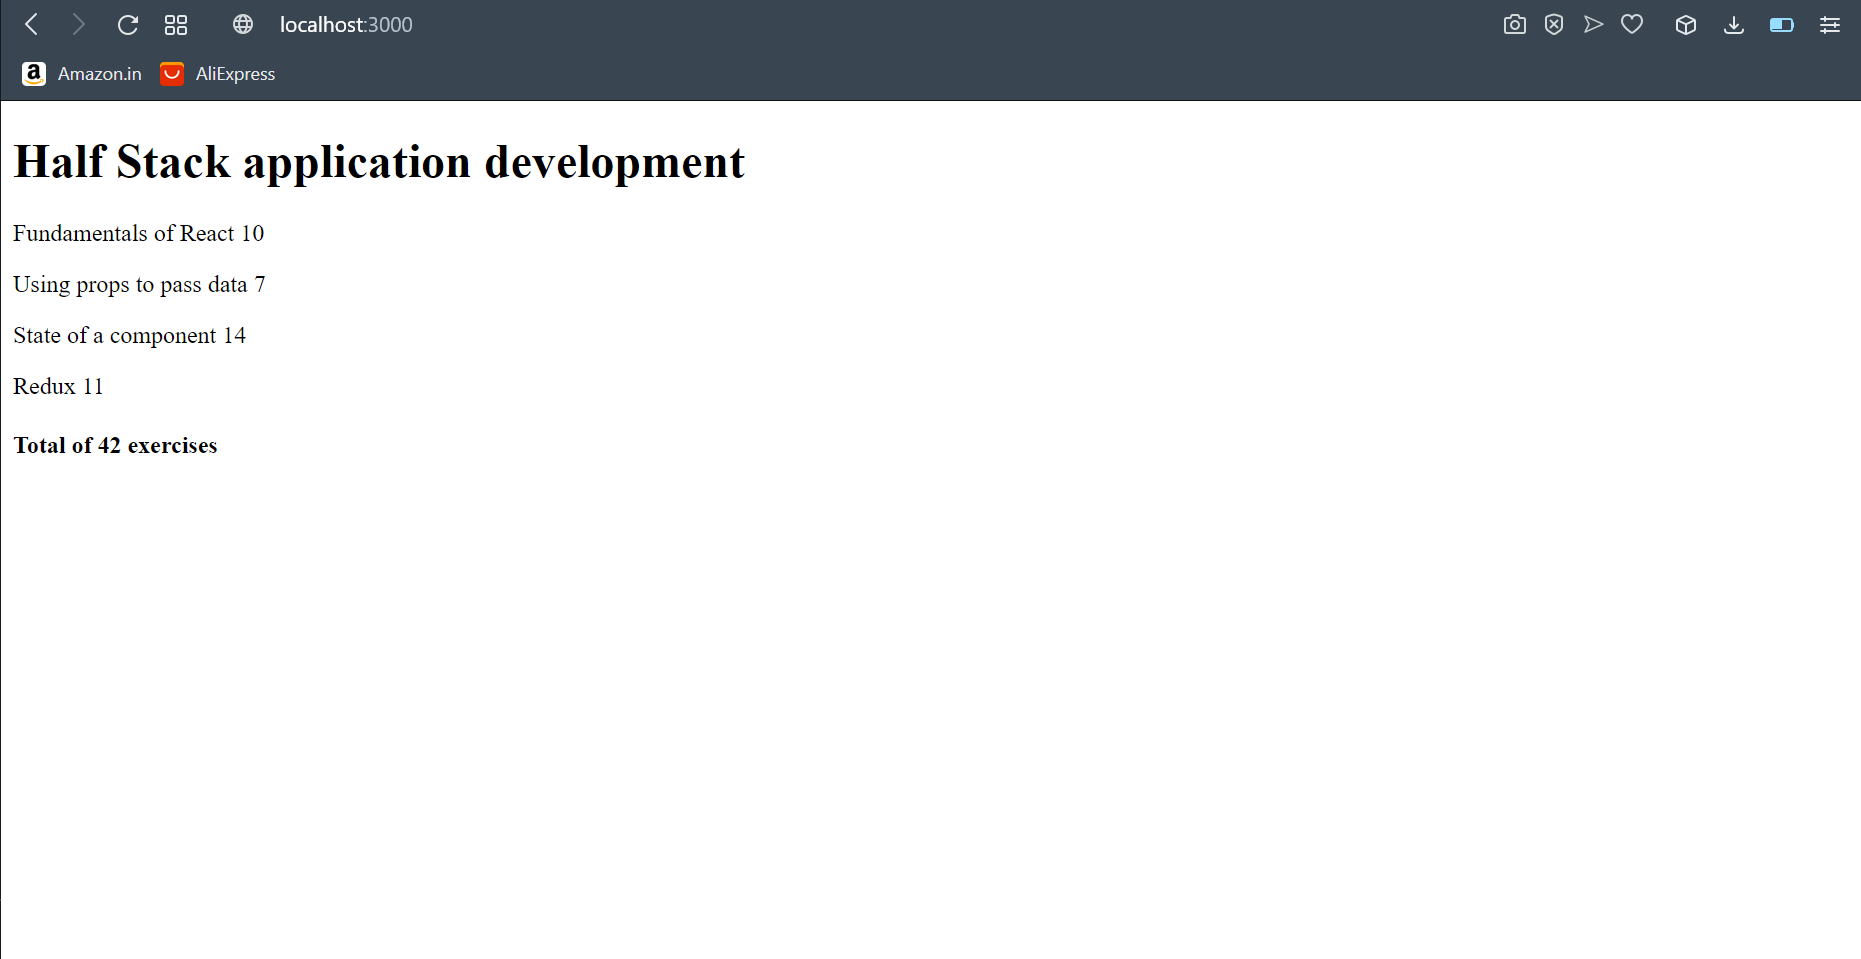 localhost:3000
Amazon.in AliExpress
Half Stack application development
Fundamentals of React 10
Using props to pass data 7
State of a component 14
Redux 11
Total of 42 exercises